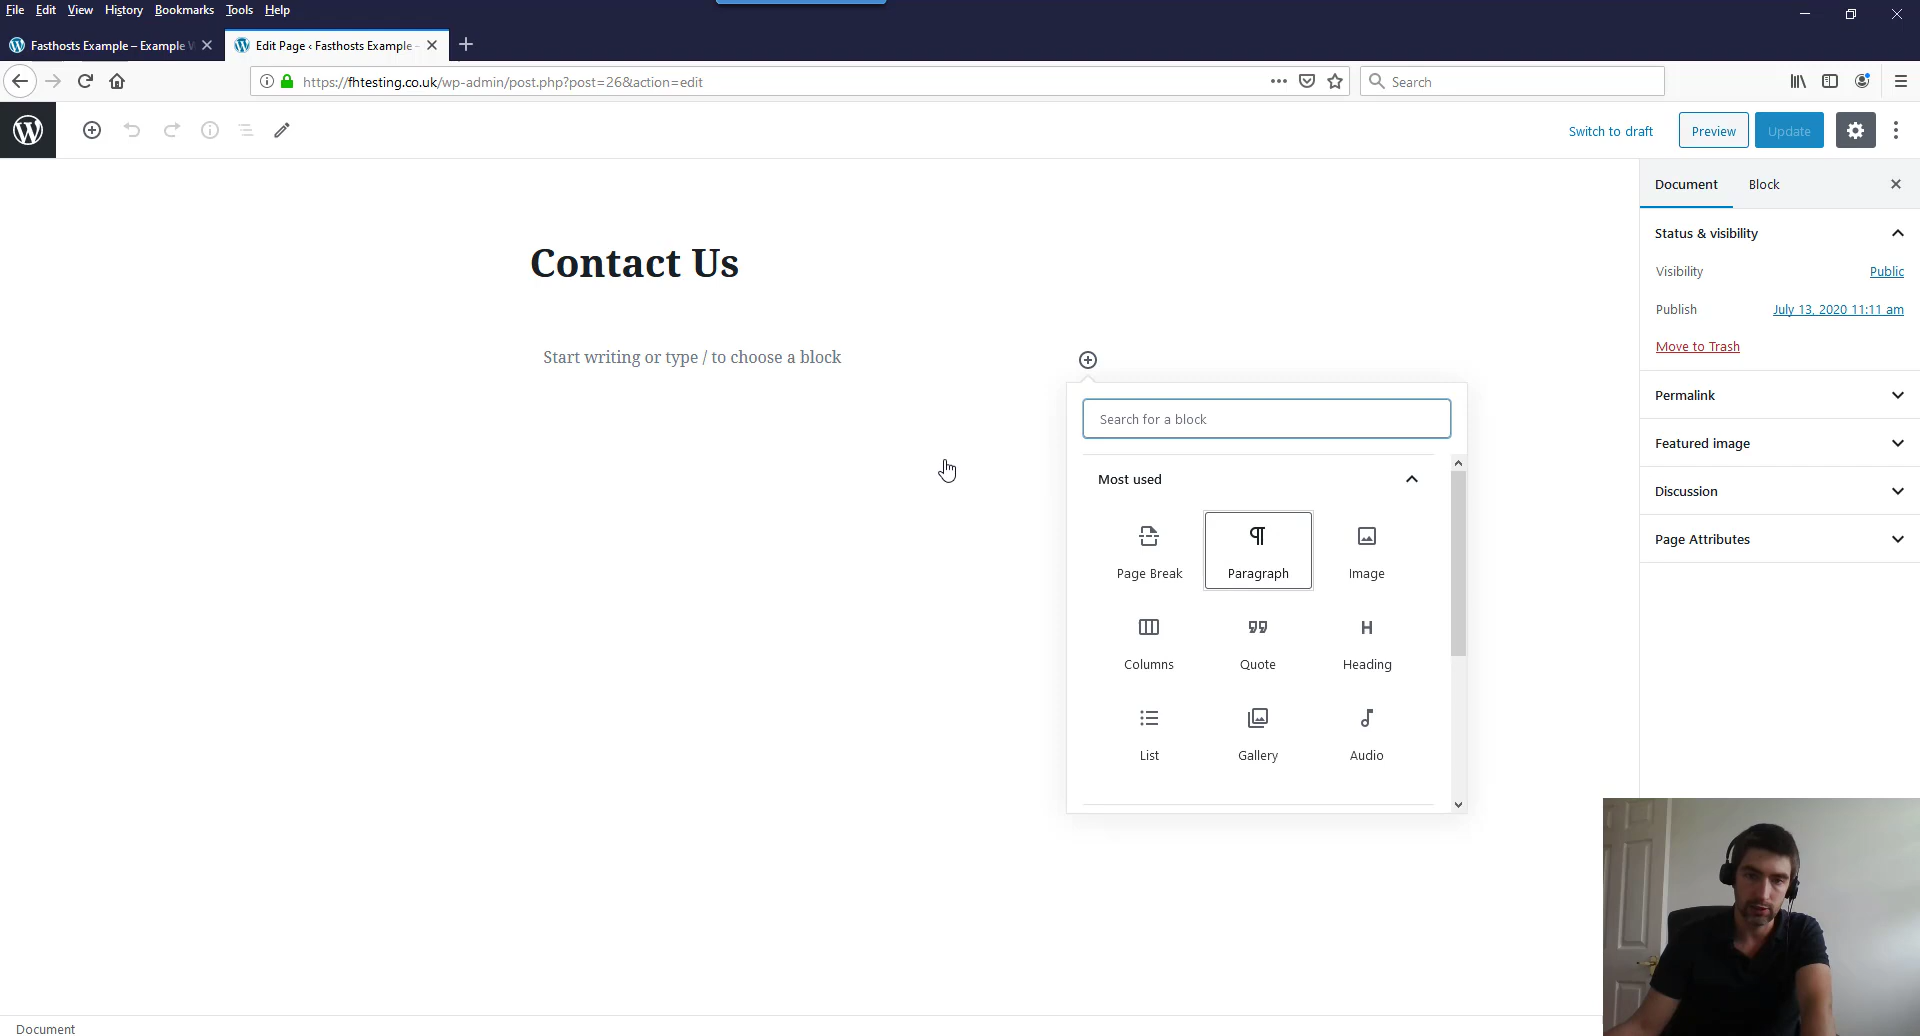 File Edit View History Bookmarks Tools Help
Fasthosts Example – Example W
Edit Page ‹ Fasthosts Example –
https://fhtesting.co.uk/wp-admin/post.php?post=26&action=edit
Search
Switch to draft
Preview
Update
Document
Block
Status & visibility
Visibility
Public
Publish
July 13, 2020 11:11 am
Move to Trash
Permalink
Featured image
Discussion
Page Attributes
Contact Us
Start writing or type / to choose a block
Search for a block
Most used
Page Break
Paragraph
Image
Columns
Quote
H
Heading
List
Gallery
Audio
Document